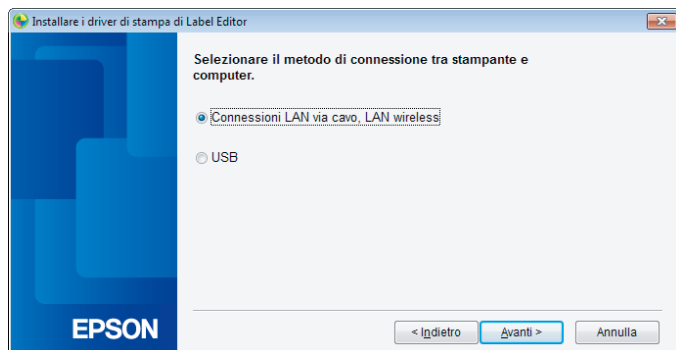 Installare i driver di stampa di Label Editor
Selezionare il metodo di connessione tra stampante e
computer.
Connessioni LAN via cavo, LAN wireless
USB
EPSON
< Indietro
Avanti >
Annulla